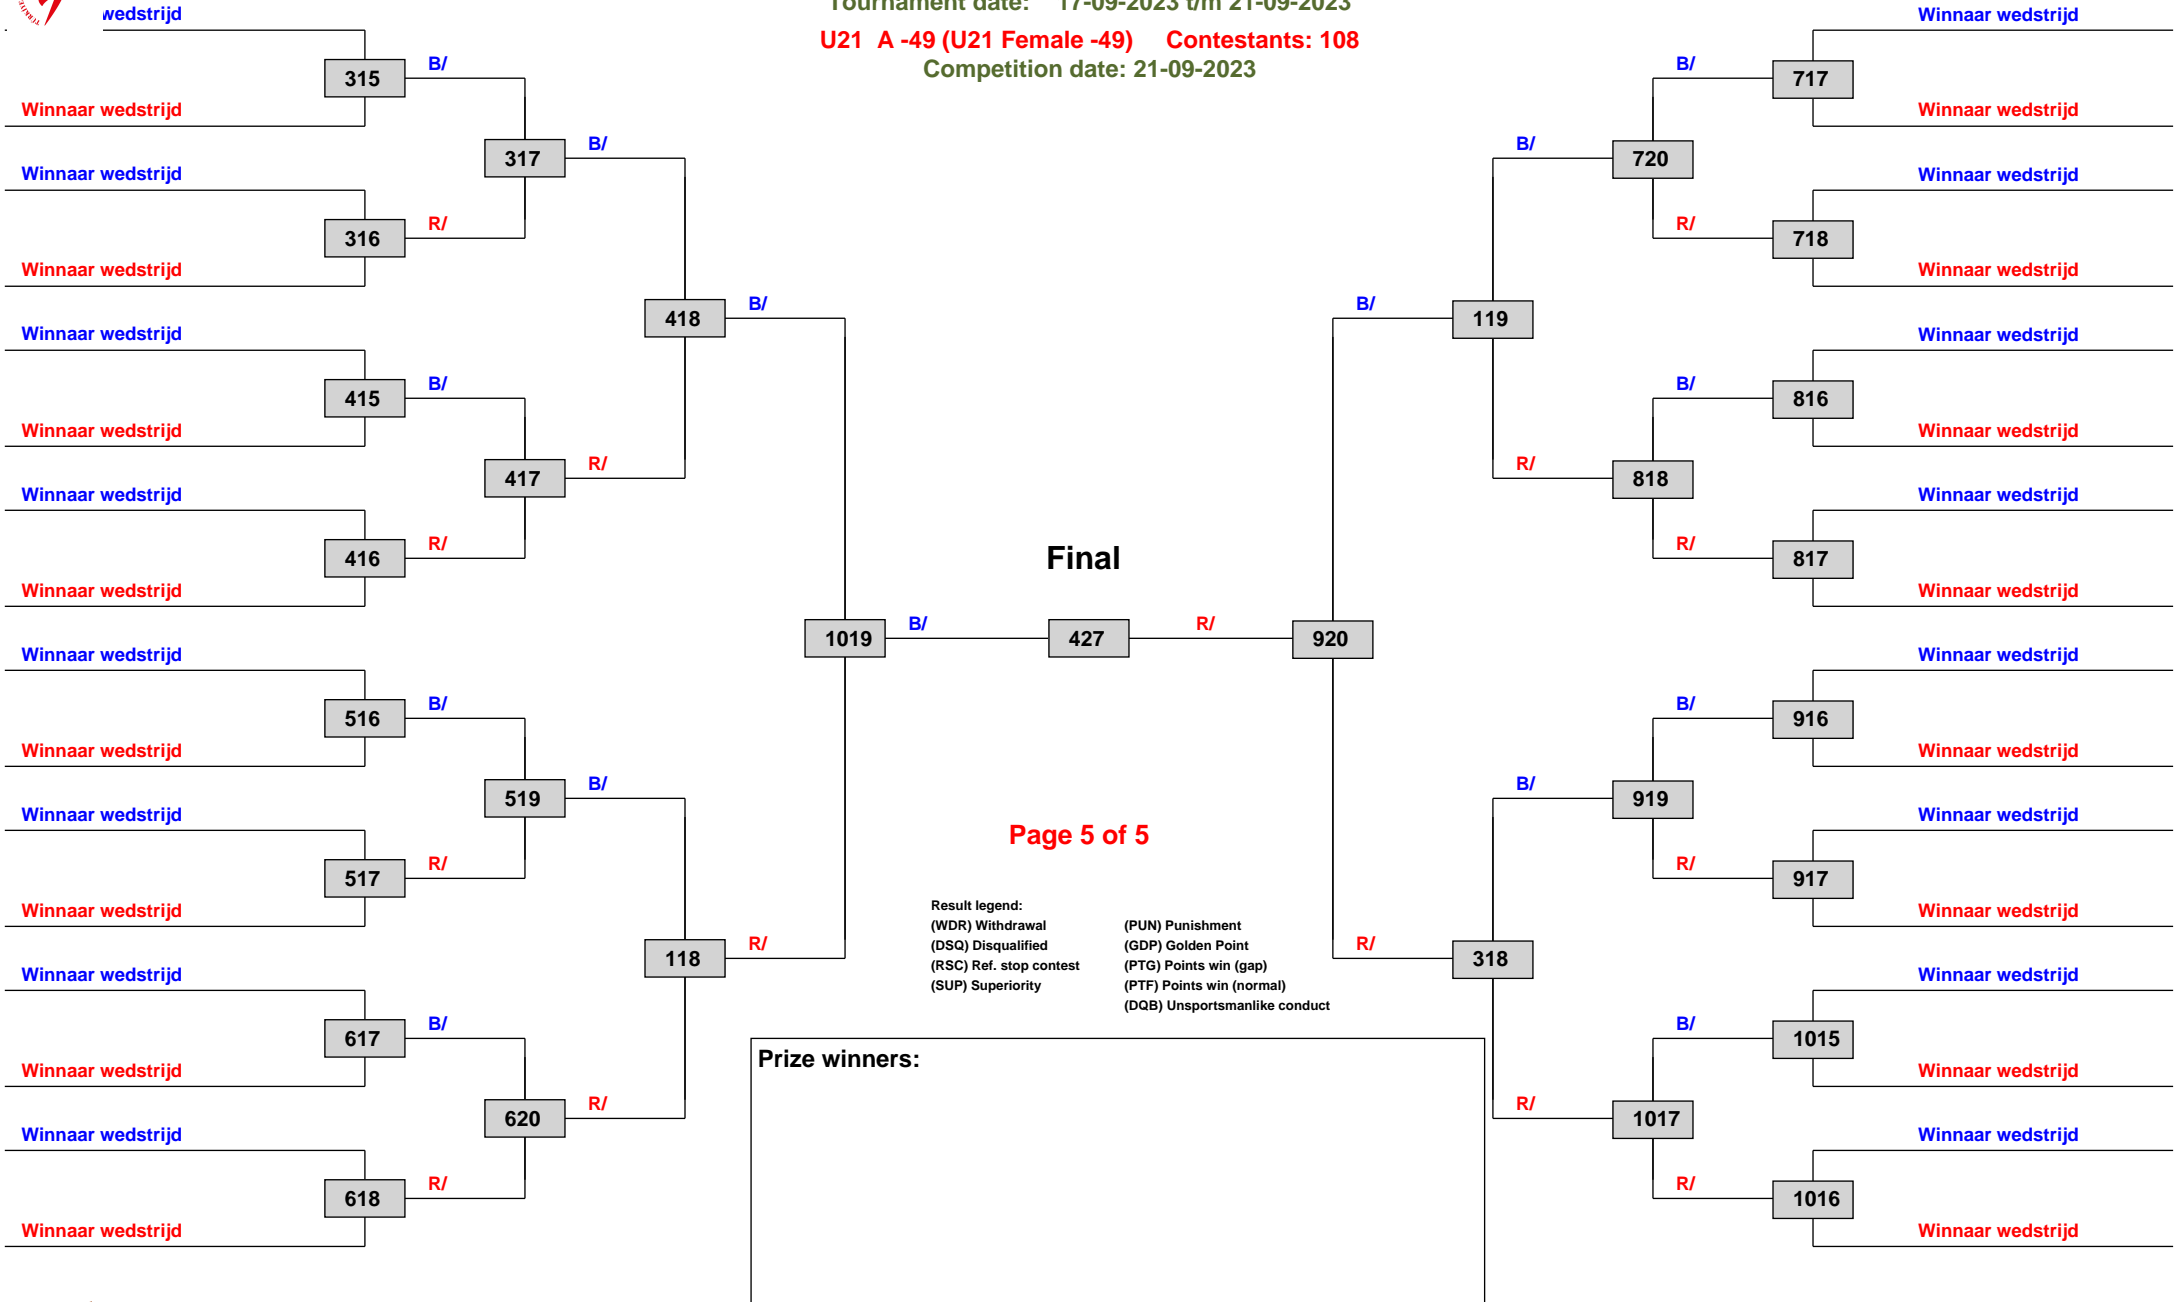 Tournament date: 17-09-2023 t/m 21-09-2023
U21 A -49 (U21 Female -49) Contestants: 108
Competition date: 21-09-2023
wedstrijd
315
B/
Winnaar wedstrijd
317
B/
Winnaar wedstrijd
316
R/
Winnaar wedstrijd
418
B/
Winnaar wedstrijd
415
B/
Winnaar wedstrijd
417
R/
Winnaar wedstrijd
416
R/
Winnaar wedstrijd
1019
B/
Winnaar wedstrijd
516
B/
Winnaar wedstrijd
519
B/
Winnaar wedstrijd
517
R/
Winnaar wedstrijd
118
R/
Winnaar wedstrijd
617
B/
Winnaar wedstrijd
620
R/
Winnaar wedstrijd
618
R/
Winnaar wedstrijd
Final
427
R/
920
Winnaar wedstrijd
B/
717
Winnaar wedstrijd
B/
720
Winnaar wedstrijd
R/
718
Winnaar wedstrijd
B/
119
Winnaar wedstrijd
B/
816
Winnaar wedstrijd
R/
818
Winnaar wedstrijd
R/
817
Winnaar wedstrijd
Winnaar wedstrijd
B/
916
Winnaar wedstrijd
B/
919
Winnaar wedstrijd
R/
917
Winnaar wedstrijd
R/
318
Winnaar wedstrijd
B/
1015
Winnaar wedstrijd
R/
1017
Winnaar wedstrijd
R/
1016
Winnaar wedstrijd
Page 5 of 5
Result legend:
(WDR) Withdrawal (PUN) Punishment
(DSQ) Disqualified (GDP) Golden Point
(RSC) Ref. stop contest (PTG) Points win (gap)
(SUP) Superiority (PTF) Points win (normal)
(DQB) Unsportsmanlike conduct
Prize winners: